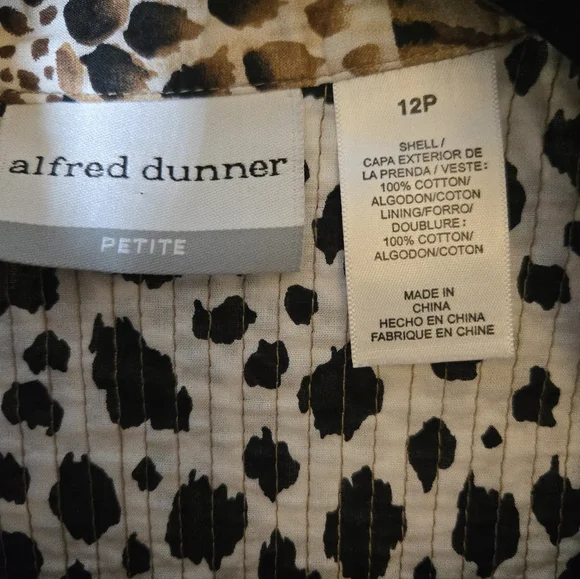 alfred dunner
PETITE
12P
SHELL /
CAPA EXTERIOR DE
LA PRENDA / VESTE :
100% COTTON/
ALGODON/COTON
LINING/FORRO/
DOUBLURE :
100% COTTON/
ALGODON/COTON
MADE IN
CHINA
HECHO EN CHINA
FABRIQUE EN CHINE